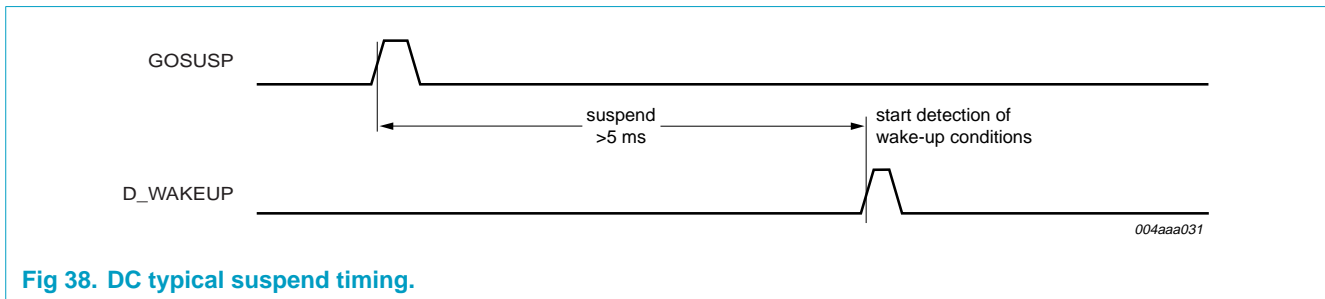 GOSUSP
suspend
>5 ms
start detection of
wake-up conditions
D_WAKEUP
004aaa031
Fig 38. DC typical suspend timing.